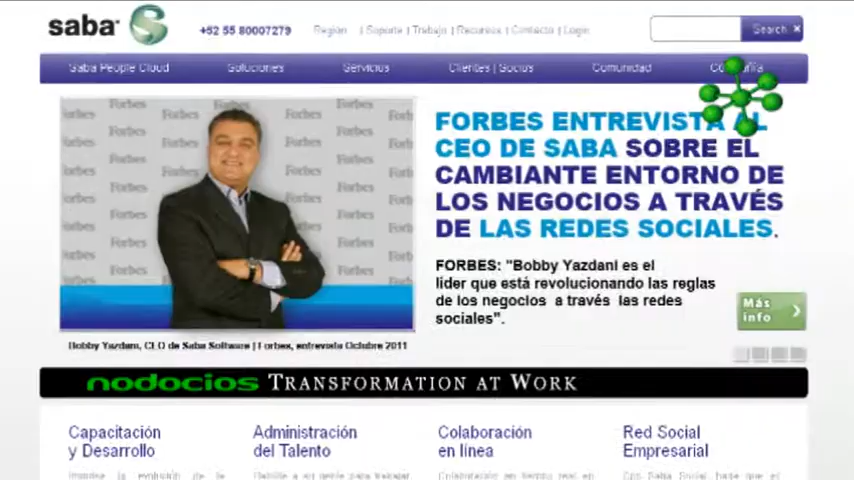 saba
+52 55 80007279
Region | Soporte | Trabajo | Recursos | Contacto | Login
Search
Saba People Cloud
Soluciones
Servicios
Clientes | Socios
Comunidad
Forbes
FORBES ENTREVISTA AL
CEO DE SABA SOBRE EL
CAMBIANTE ENTORNO DE
LOS NEGOCIOS A TRAVÉS
DE LAS REDES SOCIALES.
FORBES: "Bobby Yazdani es el
líder que está revolucionando las reglas
de los negocios a través las redes
sociales".
Más
info
Bobby Yazdani, CEO de Saba Software | Forbes, entrevista Octubre 2011
nodocios TRANSFORMATION AT WORK
Capacitación
y Desarrollo
Administración
del Talento
Colaboración
en línea
Red Social
Empresarial